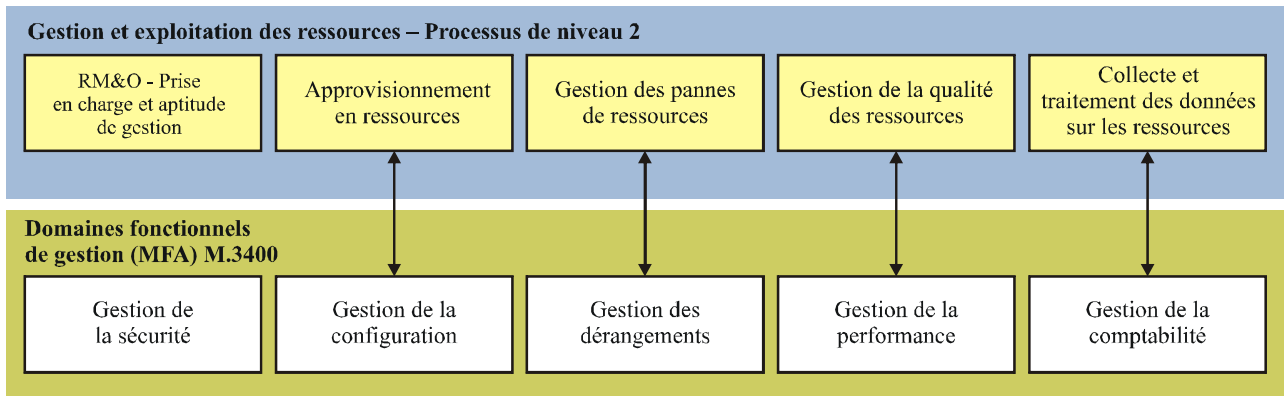 Gestion et exploitation des ressources – Processus de niveau 2
RM&O - Prise
en charge et aptitude
de gestion
Approvisionnement
en ressources
Gestion des pannes
de ressources
Gestion de la qualité
des ressources
Collecte et
traitement des données
sur les ressources
Domaines fonctionnels
de gestion (MFA) M.3400
Gestion de
la sécurité
Gestion de la
configuration
Gestion des
dérangements
Gestion de la
performance
Gestion de la
comptabilité